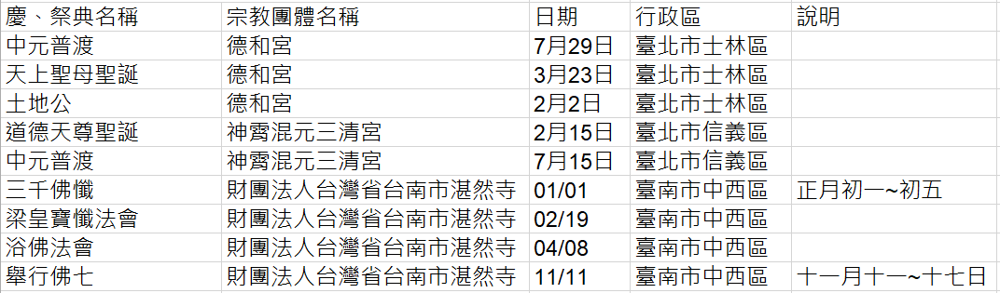 慶、祭典名稱 宗教團體名稱 日期 行政區 說明
中元普渡 德和宮 7月29日 臺北市士林區
天上聖母聖誕 德和宮 3月23日 臺北市士林區
土地公 德和宮 2月2日 臺北市士林區
道德天尊聖誕 神霄混元三清宮 2月15日 臺北市信義區
中元普渡 神霄混元三清宮 7月15日 臺北市信義區
三千佛懺 財團法人台灣省台南市湛然寺 01/01 臺南市中西區 正月初一~初五
梁皇寶懺法會 財團法人台灣省台南市湛然寺 02/19 臺南市中西區
浴佛法會 財團法人台灣省台南市湛然寺 04/08 臺南市中西區
舉行佛七 財團法人台灣省台南市湛然寺 11/11 臺南市中西區 十一月十一~十七日